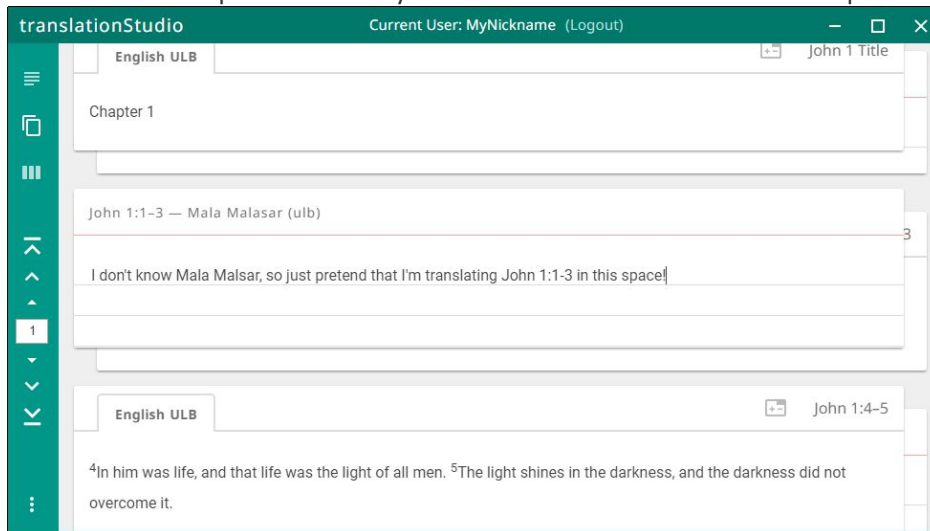 translationStudio Current User: MyNickname (Logout)
English ULB John 1 Title
Chapter 1
John 1:1–3 — Mala Malasar (ulb)
3
I don't know Mala Malsar, so just pretend that I'm translating John 1:1-3 in this space!
1
English ULB John 1:4–5
4In him was life, and that life was the light of all men. 5The light shines in the darkness, and the darkness did not
overcome it.